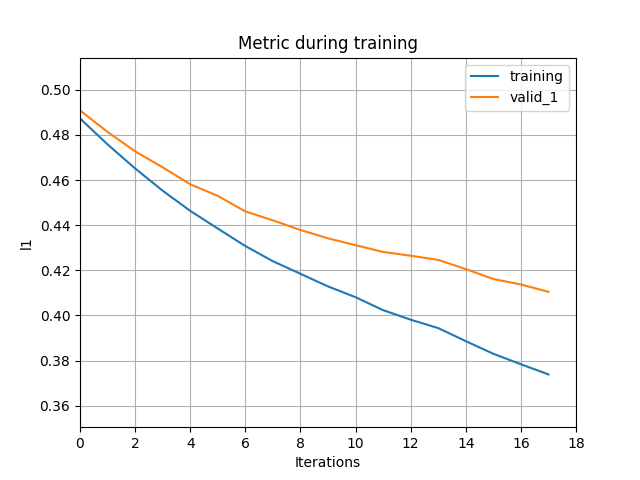 Metric during training
training
valid_1
0.50
0.48
0.46
0.44
0.42
0.40
0.38
0.36
l1
0 2 4 6 8 10 12 14 16 18
Iterations